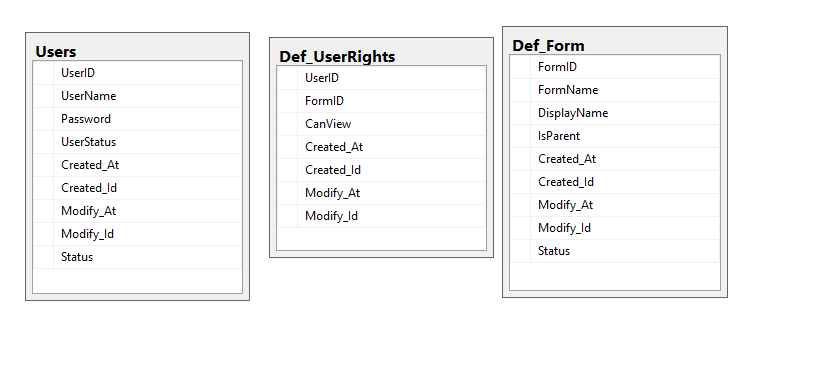 Users
UserID
UserName
Password
UserStatus
Created_At
Created_Id
Modify_At
Modify_Id
Status
Def_UserRights
UserID
FormID
CanView
Created_At
Created_Id
Modify_At
Modify_Id
Def_Form
FormID
FormName
DisplayName
IsParent
Created_At
Created_Id
Modify_At
Modify_Id
Status